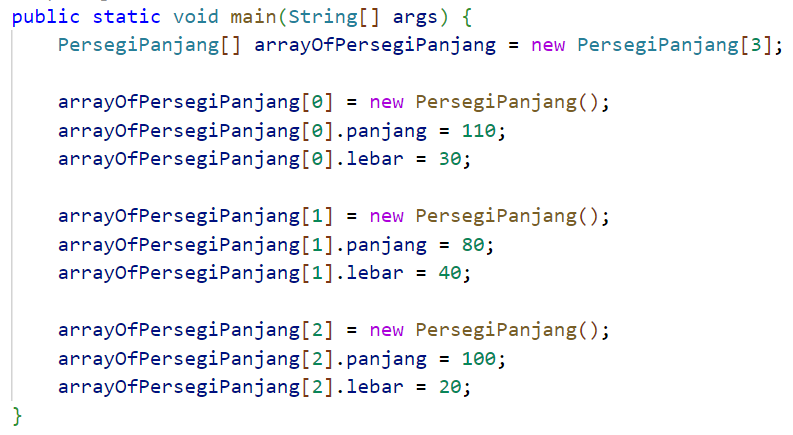 public static void main(String[] args) {
    PersegiPanjang[] arrayOfPersegiPanjang = new PersegiPanjang[3];
    arrayOfPersegiPanjang[0] = new PersegiPanjang();
    arrayOfPersegiPanjang[0].panjang = 110;
    arrayOfPersegiPanjang[0].lebar = 30;
    arrayOfPersegiPanjang[1] = new PersegiPanjang();
    arrayOfPersegiPanjang[1].panjang = 80;
    arrayOfPersegiPanjang[1].lebar = 40;
    arrayOfPersegiPanjang[2] = new PersegiPanjang();
    arrayOfPersegiPanjang[2].panjang = 100;
    arrayOfPersegiPanjang[2].lebar = 20;
}